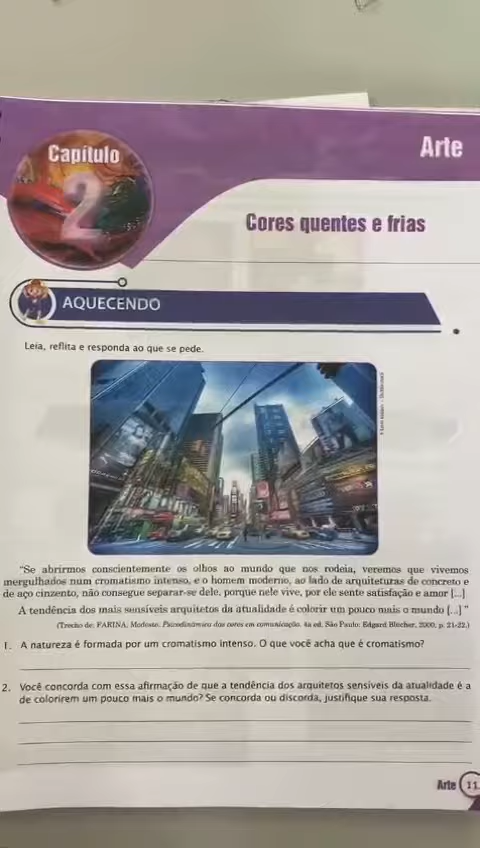 Capítulo
2
Arte
Cores quentes e frias
AQUECENDO
Leia, reflita e responda ao que se pede.
"Se abrirmos conscientemente os olhos ao mundo que nos rodeia, veremos que vivemos
mergulhados num cromatismo intenso, e o homem moderno, ao lado de arquiteturas de concreto e
de aço cinzento, não consegue separar-se dele, porque nele vive, por ele sente satisfação e amor [...]
A tendência dos mais sensíveis arquitetos da atualidade é colorir um pouco mais o mundo [...] "
(Trecho de: FARINA, Modesto. Psicodinâmica das cores em comunicação. 4a ed. São Paulo: Edgard Blücher, 2000, p. 21-22.)
1. A natureza é formada por um cromatismo intenso. O que você acha que é cromatismo?
2. Você concorda com essa afirmação de que a tendência dos arquitetos sensíveis da atualidade é a
de colorirem um pouco mais o mundo? Se concorda ou discorda, justifique sua resposta.
Arte 11